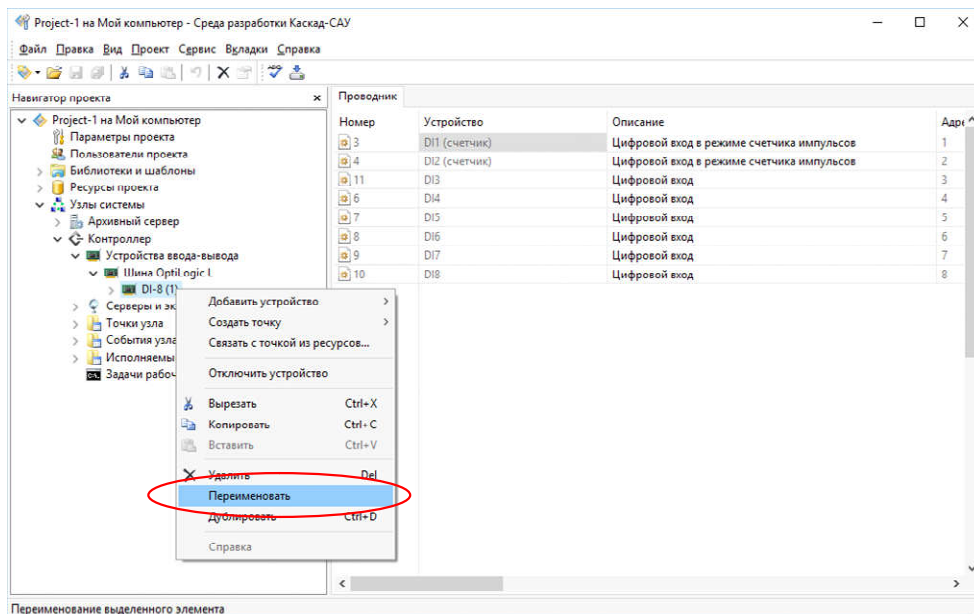 Project-1 на Мой компьютер - Среда разработки Каскад-САУ
Файл Правка Вид Проект Сервис Вкладки Справка
Навигатор проекта
Project-1 на Мой компьютер
Параметры проекта
Пользователи проекта
Библиотеки и шаблоны
Ресурсы проекта
Узлы системы
Архивный сервер
Контроллер
Устройства ввода-вывода
Шина OptiLogic L
DI-8 (1)
Серверы и эк
Точки узла
События узла
Исполняемы
Задачи рабоч
Добавить устройство
Создать точку
Связать с точкой из ресурсов...
Отключить устройство
Вырезать Ctrl+X
Копировать Ctrl+C
Вставить Ctrl+V
Удалить Del
Переименовать
Дублировать Ctrl+D
Справка
Проводник
Номер Устройство Описание Адре
3 DI1 (счетчик) Цифровой вход в режиме счетчика импульсов 1
4 DI2 (счетчик) Цифровой вход в режиме счетчика импульсов 2
11 DI3 Цифровой вход 3
6 DI4 Цифровой вход 4
7 DI5 Цифровой вход 5
8 DI6 Цифровой вход 6
9 DI7 Цифровой вход 7
10 DI8 Цифровой вход 8
Переименование выделенного элемента